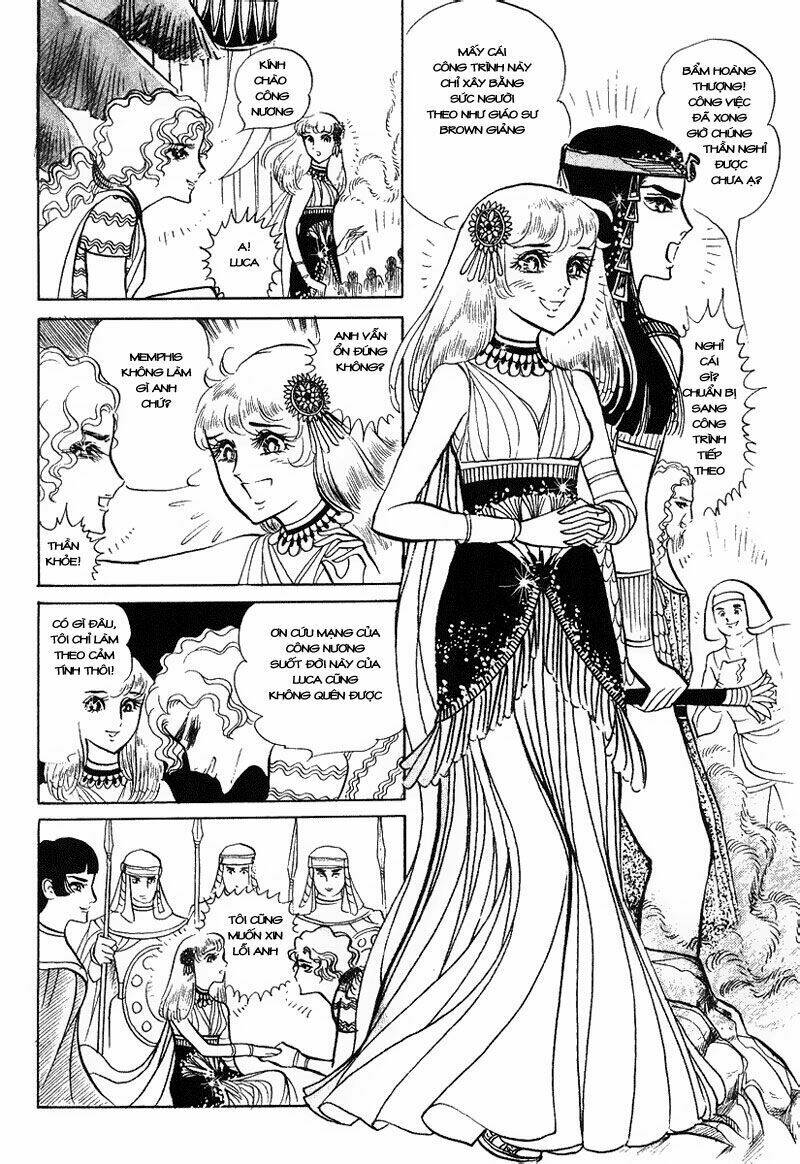 BẨM HOÀNG
THƯỢNG!
CÔNG VIỆC
ĐÃ XONG
GIỜ CHÚNG
THẦN NGHỈ
ĐƯỢC
CHƯA Ạ?
NGHỈ
CÁI
GÌ?
CHUẨN BỊ
SANG
CÔNG
TRÌNH
TIẾP
THEO
MẤY CÁI
CÔNG TRÌNH NÀY
CHỈ XÂY BẰNG
SỨC NGƯỜI
THEO NHƯ GIÁO SƯ
BROWN GIẢNG
KÍNH
CHÀO
CÔNG
NƯƠNG
A!
LUCA
ANH VẪN
ỔN ĐÚNG
KHÔNG?
MEMPHIS
KHÔNG LÀM
GÌ ANH
CHỨ?
THẦN
KHỎE!
ƠN CỨU MẠNG CỦA
CÔNG NƯƠNG
SUỐT ĐỜI NÀY CỦA
LUCA CŨNG
KHÔNG QUÊN ĐƯỢC
CÓ GÌ ĐÂU,
TÔI CHỈ LÀM
THEO CẢM
TÍNH THÔI!
TÔI CŨNG
MUỐN XIN
LỖI ANH